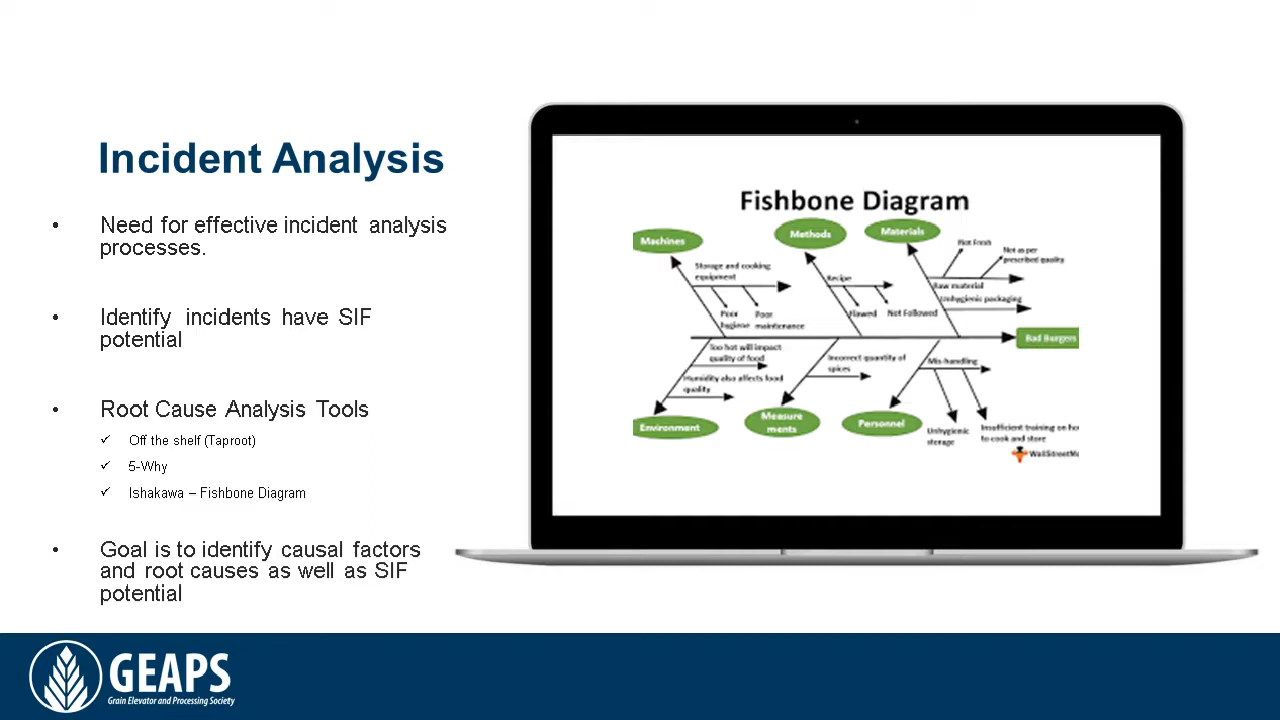 Incident Analysis
• Need for effective incident analysis
processes.
• Identify incidents have SIF
potential
• Root Cause Analysis Tools
✓ Off the shelf (Taproot)
✓ 5-Why
✓ Ishakawa – Fishbone Diagram
• Goal is to identify causal factors
and root causes as well as SIF
potential
Fishbone Diagram
Machines
Methods
Materials
Storage and cooking
equipment
Poor
hygiene
Poor
maintenance
Recipe
Flawed
Not Followed
Not Fresh
Not as per
prescribed quality
Raw material
Unhygienic packaging
Bad Burgers
Too hot will impact
quality of food
Humidity also affects food
quality
Incorrect quantity of
spices
Mis-handling
Unhygienic
storage
Insufficient training on ho
to cook and store
Environment
Measure
ments
Personnel
WallStreetMo
GEAPS
Grain Elevator and Processing Society